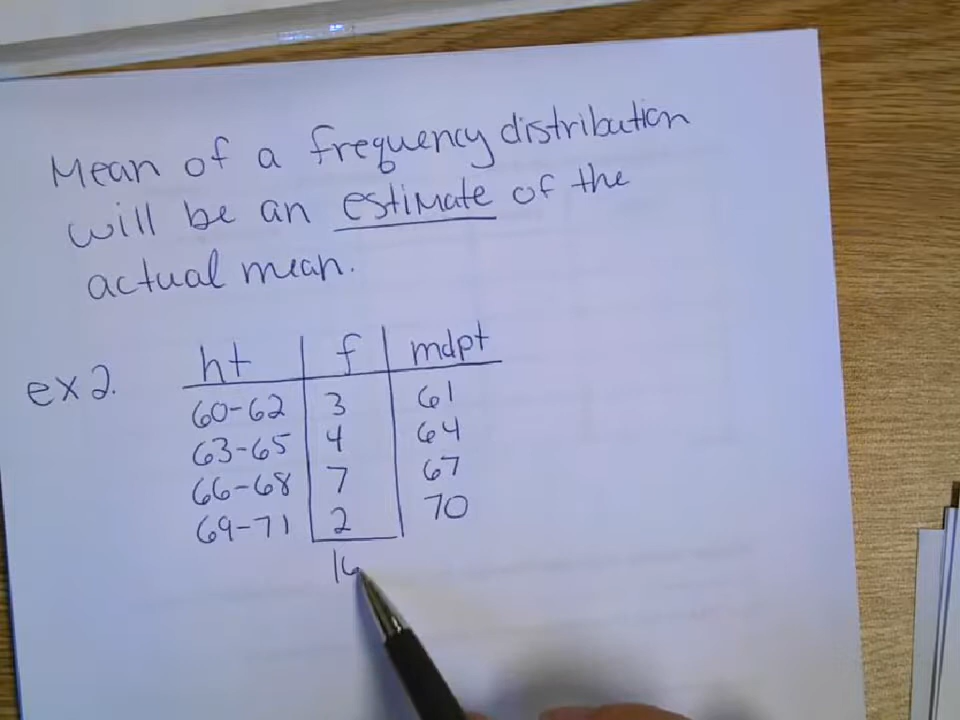 Mean of a frequency distribution
will be an estimate of the
actual mean.
ex 2. ht f mdpt
60-62 3 61
63-65 4 64
66-68 7 67
69-71 2 70
16